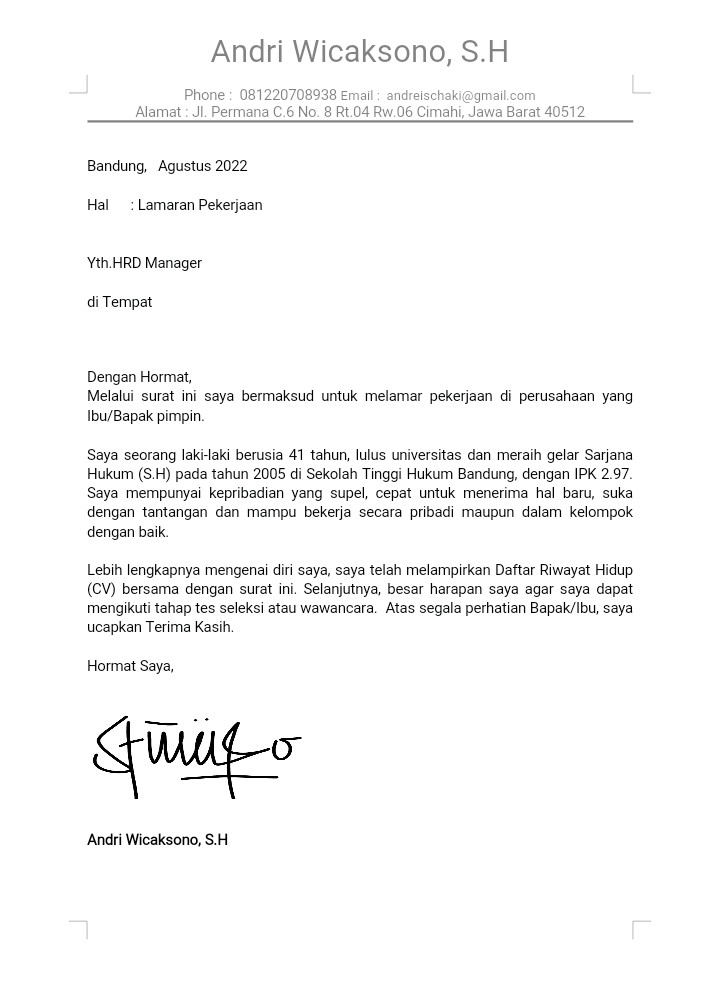 Andri Wicaksono, S.H
Phone : 081220708938 Email : andreischaki@gmail.com
Alamat : Jl. Permana C.6 No. 8 Rt.04 Rw.06 Cimahi, Jawa Barat 40512
Bandung, Agustus 2022
Hal : Lamaran Pekerjaan
Yth.HRD Manager
di Tempat
Dengan Hormat,
Melalui surat ini saya bermaksud untuk melamar pekerjaan di perusahaan yang
Ibu/Bapak pimpin.
Saya seorang laki-laki berusia 41 tahun, lulus universitas dan meraih gelar Sarjana
Hukum (S.H) pada tahun 2005 di Sekolah Tinggi Hukum Bandung, dengan IPK 2.97.
Saya mempunyai kepribadian yang supel, cepat untuk menerima hal baru, suka
dengan tantangan dan mampu bekerja secara pribadi maupun dalam kelompok
dengan baik.
Lebih lengkapnya mengenai diri saya, saya telah melampirkan Daftar Riwayat Hidup
(CV) bersama dengan surat ini. Selanjutnya, besar harapan saya agar saya dapat
mengikuti tahap tes seleksi atau wawancara. Atas segala perhatian Bapak/Ibu, saya
ucapkan Terima Kasih.
Hormat Saya,
Andri Wicaksono, S.H